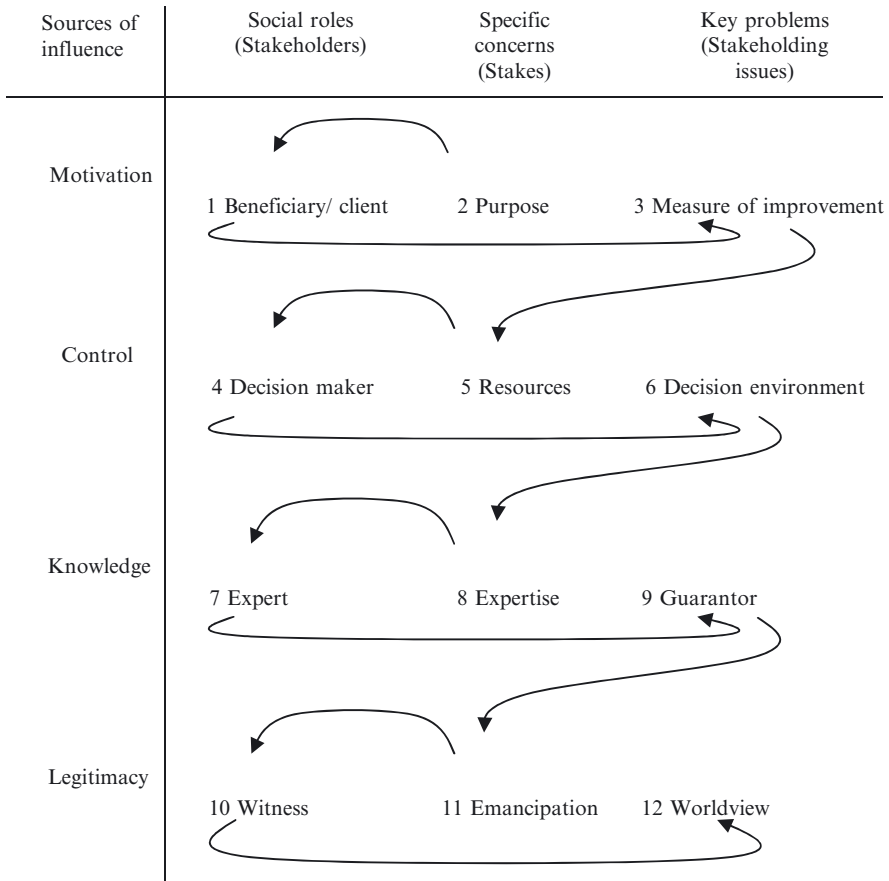 Sources of influence
Social roles (Stakeholders)
Specific concerns (Stakes)
Key problems (Stakeholding issues)
Motivation
1 Beneficiary/ client
2 Purpose
3 Measure of improvement
Control
4 Decision maker
5 Resources
6 Decision environment
Knowledge
7 Expert
8 Expertise
9 Guarantor
Legitimacy
10 Witness
11 Emancipation
12 Worldview